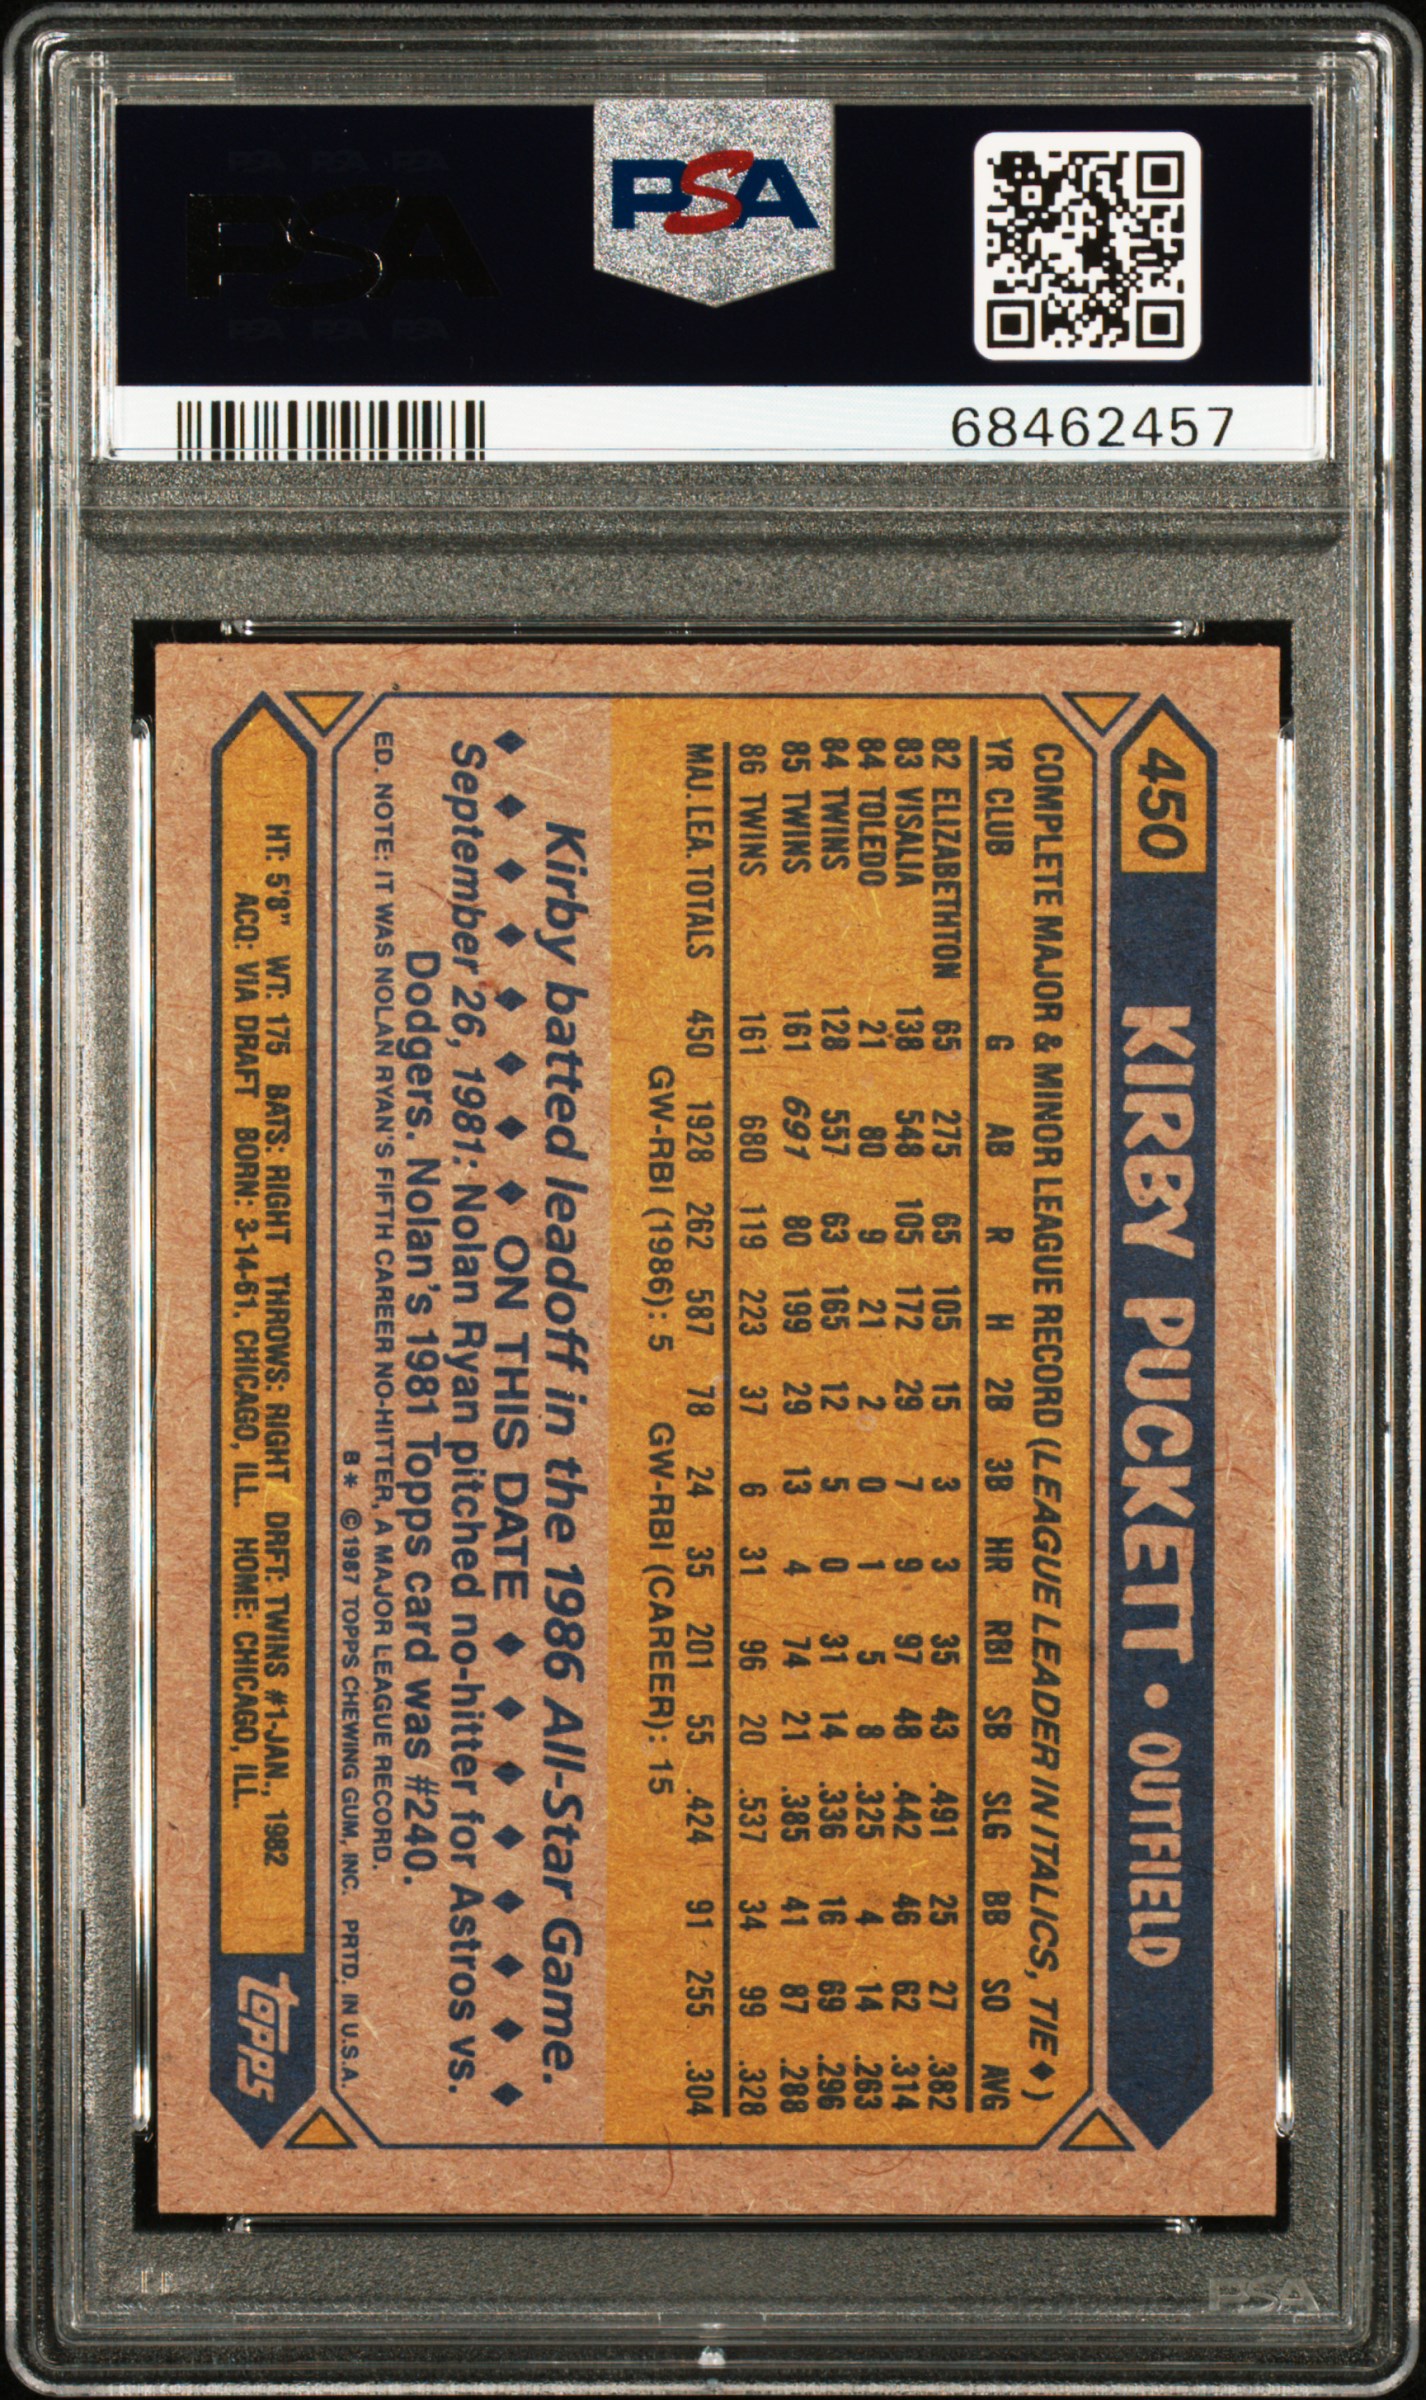 PSA
PSA PSA PSA
PSA
PSA PSA PSA
68462457
450 KIRBY PUCKETT • OUTFIELD
COMPLETE MAJOR & MINOR LEAGUE RECORD (LEAGUE LEADER IN ITALICS, TIE ♦)
YR CLUB G AB R H 2B 3B HR RBI SB SLG BB SO AVG
82 ELIZABETHTON 65 275 65 105 15 3 3 35 43 .491 25 27 .382
83 VISALIA 138 548 105 172 29 7 9 97 48 .442 46 62 .314
84 TOLEDO 21 80 9 21 2 0 1 5 8 .325 4 14 .263
84 TWINS 128 557 63 165 12 5 0 31 14 .336 16 69 .296
85 TWINS 161 691 80 199 29 13 4 74 21 .385 41 87 .288
86 TWINS 161 680 119 223 37 6 31 96 20 .537 34 99 .328
MAJ. LEA. TOTALS 450 1928 262 587 78 24 35 201 55 .424 91 255 .304
GW-RBI (1986): 5 GW-RBI (CAREER): 15
Kirby batted leadoff in the 1986 All-Star Game.
♦ ♦ ♦ ♦ ♦ ♦ ♦ ♦ ON THIS DATE ♦ ♦ ♦ ♦ ♦ ♦ ♦ ♦
September 26, 1981: Nolan Ryan pitched no-hitter for Astros vs.
Dodgers. Nolan's 1981 Topps card was #240.
ED. NOTE: IT WAS NOLAN RYAN'S FIFTH CAREER NO-HITTER, A MAJOR LEAGUE RECORD.
B* ©1987 TOPPS CHEWING GUM, INC. PRTD. IN U.S.A.
HT: 5'8" WT: 175 BATS: RIGHT THROWS: RIGHT DRFT: TWINS #1-JAN., 1982
ACQ: VIA DRAFT BORN: 3-14-61, CHICAGO, ILL. HOME: CHICAGO, ILL.
TOPPS
PSA